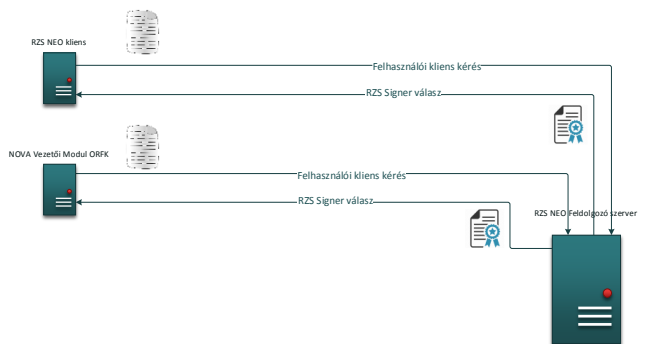 RZS NEO kliens
Felhasználói kliens kérés
RZS Signer válasz
NOVA Vezetői Modul ORFK
Felhasználói kliens kérés
RZS Signer válasz
RZS NEO Feldolgozó szerver